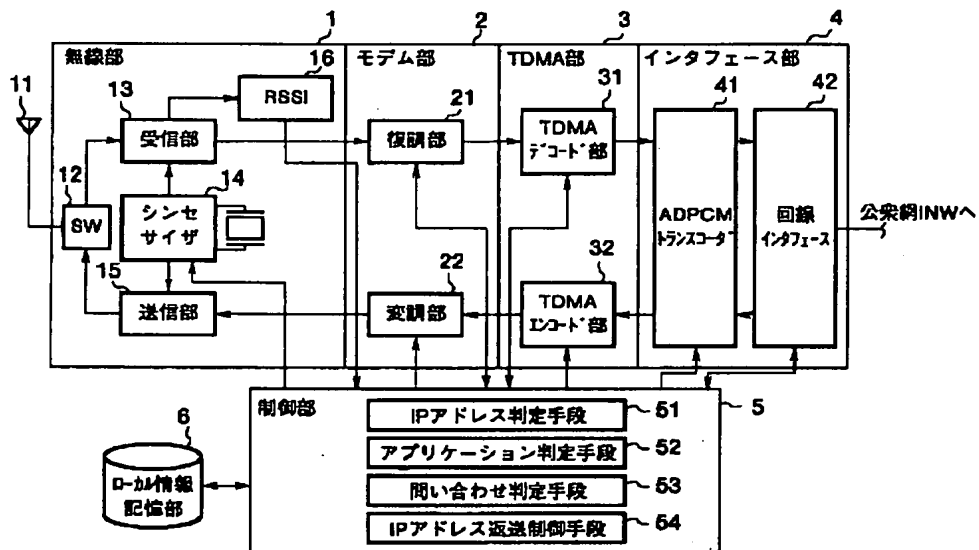 1
2
3
4
無線部
モデム部
TDMA部
インタフェース部
16
RSSI
11
13
受信部
21
復調部
31
TDMA
デコード部
41
ADPCM
トランスコーダ
42
回線
インタフェース
公衆網INWへ
12
SW
14
シンセ
サイザ
15
送信部
22
変調部
32
TDMA
エンコード部
制御部
5
IPアドレス判定手段
51
アプリケーション判定手段
52
問い合わせ判定手段
53
IPアドレス返送制御手段
54
6
ローカル情報
記憶部